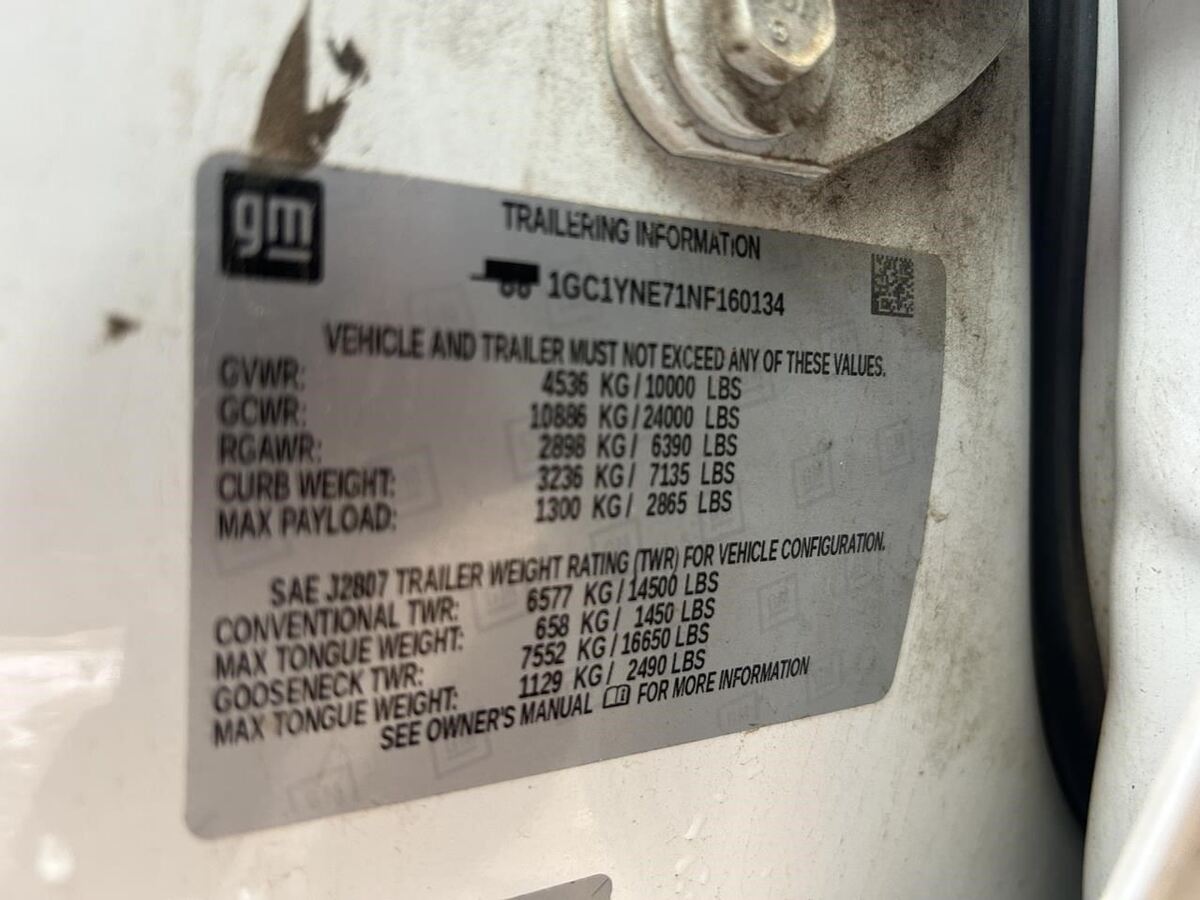 gm
TRAILERING INFORMATION
1GC1YNE71NF160134
VEHICLE AND TRAILER MUST NOT EXCEED ANY OF THESE VALUES.
GVWR: 4536 KG / 10000 LBS
GCWR: 10886 KG / 24000 LBS
RGAWR: 2898 KG / 6390 LBS
CURB WEIGHT: 3236 KG / 7135 LBS
MAX PAYLOAD: 1300 KG / 2865 LBS
SAE J2807 TRAILER WEIGHT RATING (TWR) FOR VEHICLE CONFIGURATION.
CONVENTIONAL TWR: 6577 KG / 14500 LBS
MAX TONGUE WEIGHT: 658 KG / 1450 LBS
GOOSENECK TWR: 7552 KG / 16650 LBS
MAX TONGUE WEIGHT: 1129 KG / 2490 LBS
SEE OWNER'S MANUAL FOR MORE INFORMATION